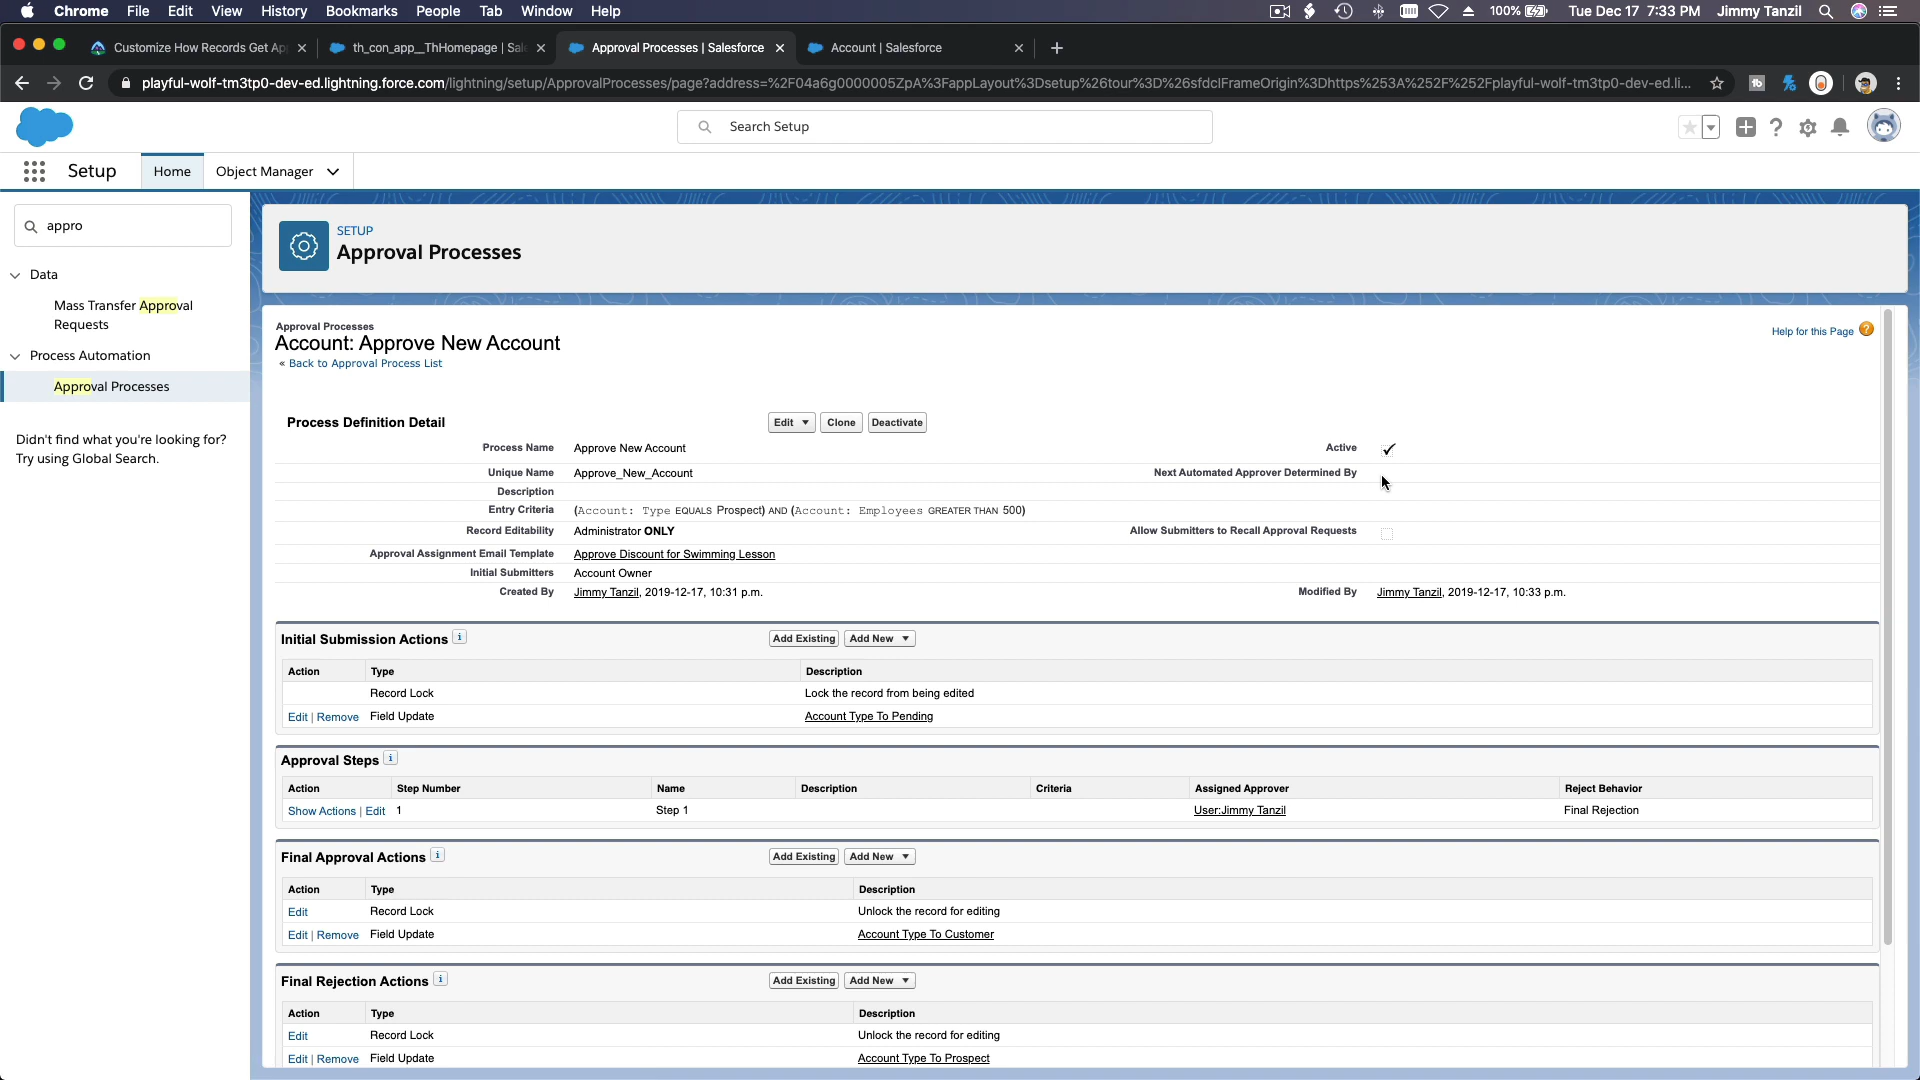 Chrome File Edit View History Bookmarks People Tab Window Help 100% Tue Dec 17 7:33 PM Jimmy Tanzil
Customize How Records Get Ap th_con_app__ThHomepage | Sal Approval Processes | Salesforce Account | Salesforce
playful-wolf-tm3tp0-dev-ed.lightning.force.com/lightning/setup/ApprovalProcesses/page?address=%2F04a6g0000005ZpA%3FappLayout%3Dsetup%26tour%3D%26sfdcIFrameOrigin%3Dhttps%253A%252F%252Fplayful-wolf-tm3tp0-dev-ed.li...
Search Setup
Setup Home Object Manager
appro
Data
Mass Transfer Approval
Requests
Process Automation
Approval Processes
Didn't find what you're looking for?
Try using Global Search.
SETUP
Approval Processes
Approval Processes
Account: Approve New Account
« Back to Approval Process List
Help for this Page
Process Definition Detail Edit Clone Deactivate
Process Name Approve New Account Active
Unique Name Approve_New_Account Next Automated Approver Determined By
Description
Entry Criteria (Account: Type EQUALS Prospect) AND (Account: Employees GREATER THAN 500)
Record Editability Administrator ONLY Allow Submitters to Recall Approval Requests
Approval Assignment Email Template Approve Discount for Swimming Lesson
Initial Submitters Account Owner
Created By Jimmy Tanzil, 2019-12-17, 10:31 p.m. Modified By Jimmy Tanzil, 2019-12-17, 10:33 p.m.
Initial Submission Actions i Add Existing Add New
Action Type Description
Record Lock Lock the record from being edited
Edit | Remove Field Update Account Type To Pending
Approval Steps i
Action Step Number Name Description Criteria Assigned Approver Reject Behavior
Show Actions | Edit 1 Step 1 User:Jimmy Tanzil Final Rejection
Final Approval Actions i Add Existing Add New
Action Type Description
Edit Record Lock Unlock the record for editing
Edit | Remove Field Update Account Type To Customer
Final Rejection Actions i Add Existing Add New
Action Type Description
Edit Record Lock Unlock the record for editing
Edit | Remove Field Update Account Type To Prospect